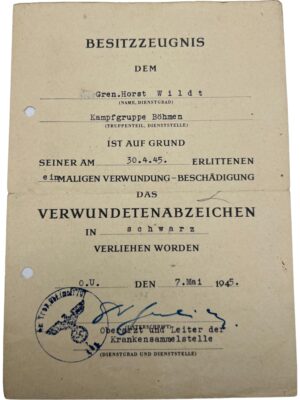 BESITZZEUGNIS
DEM
Gren.Horst Wildt
(NAME, DIENSTGRAD)
Kampfgruppe Böhmen
(TRUPPENTEIL, DIENSTSTELLE)
IST AUF GRUND
SEINER AM 30.4.45. ERLITTENEN
einMALIGEN VERWUNDUNG-BESCHÄDIGUNG
DAS
VERWUNDETENABZEICHEN
IN schwarz
VERLIEHEN WORDEN
O.U. DEN 7.Mai 1945.
(UNTERSCHRIFT)
Oberarzt und Leiter der
Krankensammelstelle
(DIENSTGRAD UND DIENSTSTELLE)